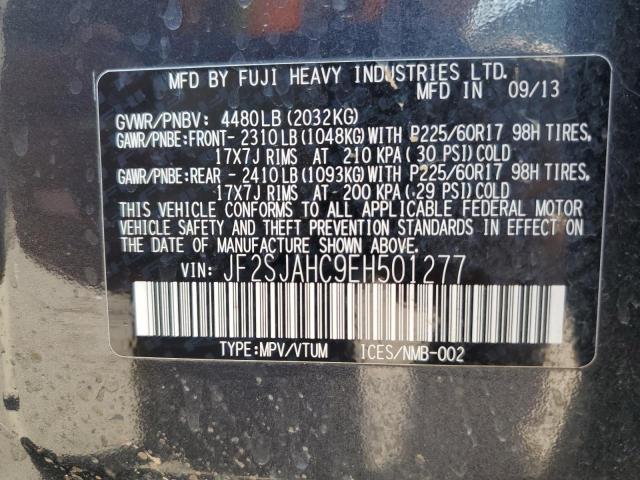 MFD BY FUJI HEAVY INDUSTRIES LTD.
MFD IN 09/13
GVWR/PNBV: 4480LB (2032KG)
GAWR/PNBE:FRONT- 2310LB (1048KG) WITH P225/60R17 98H TIRES,
17X7J RIMS AT 210 KPA ( 30 PSI) COLD
GAWR/PNBE:REAR - 2410LB (1093KG) WITH P225/60R17 98H TIRES,
17X7J RIMS AT 200 KPA ( 29 PSI) COLD
THIS VEHICLE CONFORMS TO ALL APPLICABLE FEDERAL MOTOR
VEHICLE SAFETY AND THEFT PREVENTION STANDARDS IN EFFECT
ON THE DATE OF MANUFACTURE SHOWN ABOVE.
VIN: JF2SJAHC9EH501277
TYPE:MPV/VTUM ICES/NMB-002